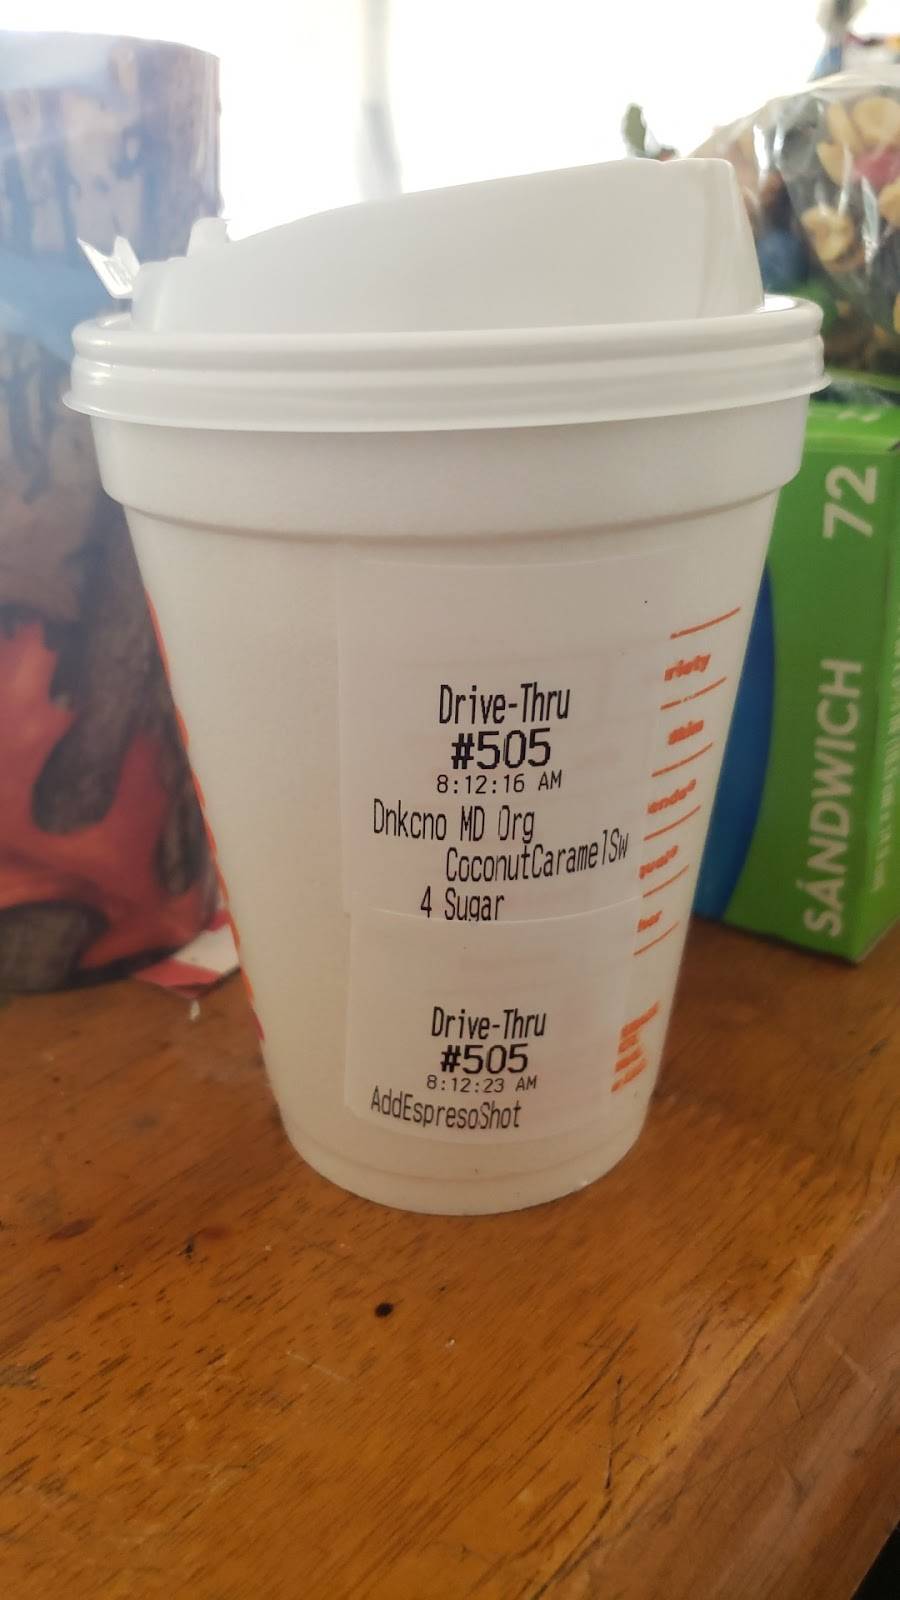 Drive-Thru
#505
8:12:16 AM
Dnkcno MD Org
CoconutCaramelSw
4 Sugar
Drive-Thru
#505
8:12:23 AM
AddEspresoShot
72
SÁNDWICH